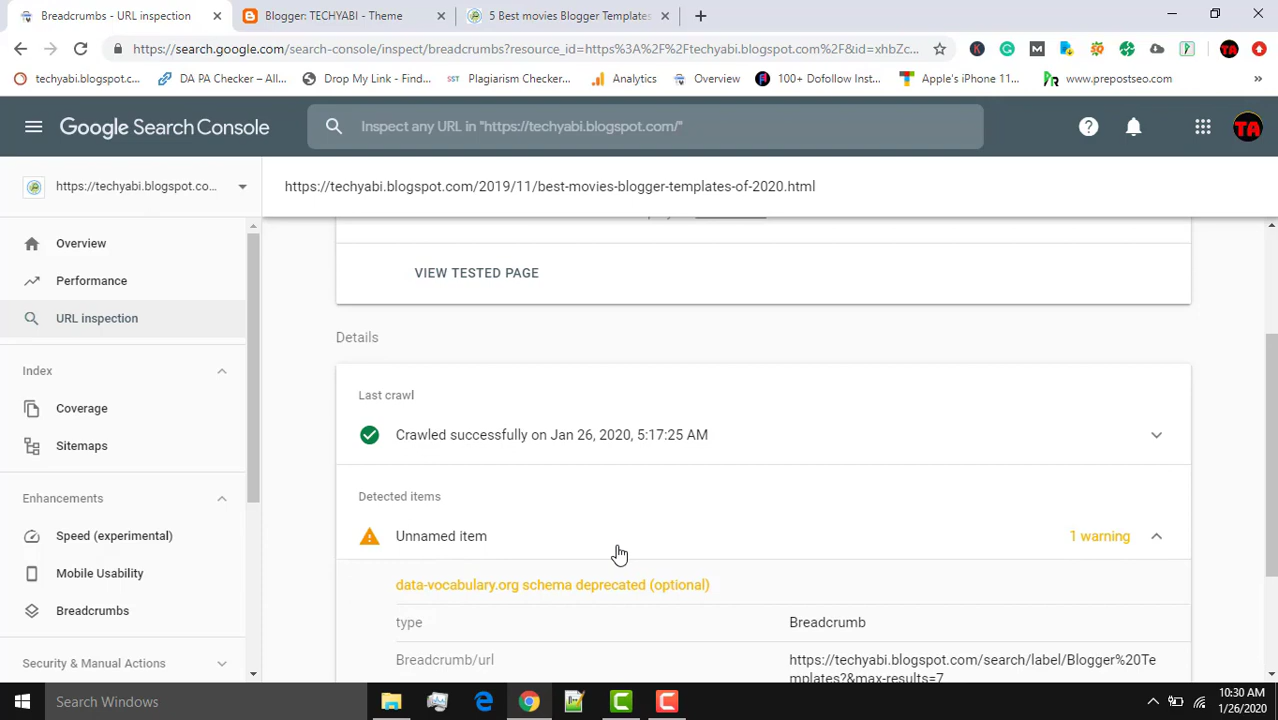 Breadcrumbs - URL inspection
Blogger: TECHYABI - Theme
5 Best movies Blogger Templates
https://search.google.com/search-console/inspect/breadcrumbs?resource_id=https%3A%2F%2Ftechyabi.blogspot.com%2F&id=xhbZc...
techyabi.blogspot.c...
DA PA Checker – All...
Drop My Link - Find...
SST
Plagiarism Checker...
Analytics
Overview
100+ Dofollow Inst...
Apple's iPhone 11...
www.prepostseo.com
»
Google Search Console
Inspect any URL in "https://techyabi.blogspot.com/"
TA
https://techyabi.blogspot.co...
https://techyabi.blogspot.com/2019/11/best-movies-blogger-templates-of-2020.html
Overview
Performance
URL inspection
Index
Coverage
Sitemaps
Enhancements
Speed (experimental)
Mobile Usability
Breadcrumbs
Security & Manual Actions
VIEW TESTED PAGE
Details
Last crawl
Crawled successfully on Jan 26, 2020, 5:17:25 AM
Detected items
Unnamed item
1 warning
data-vocabulary.org schema deprecated (optional)
type
Breadcrumb
Breadcrumb/url
https://techyabi.blogspot.com/search/label/Blogger%20Te
mplates?&max-results=7
Search Windows
10:30 AM
1/26/2020